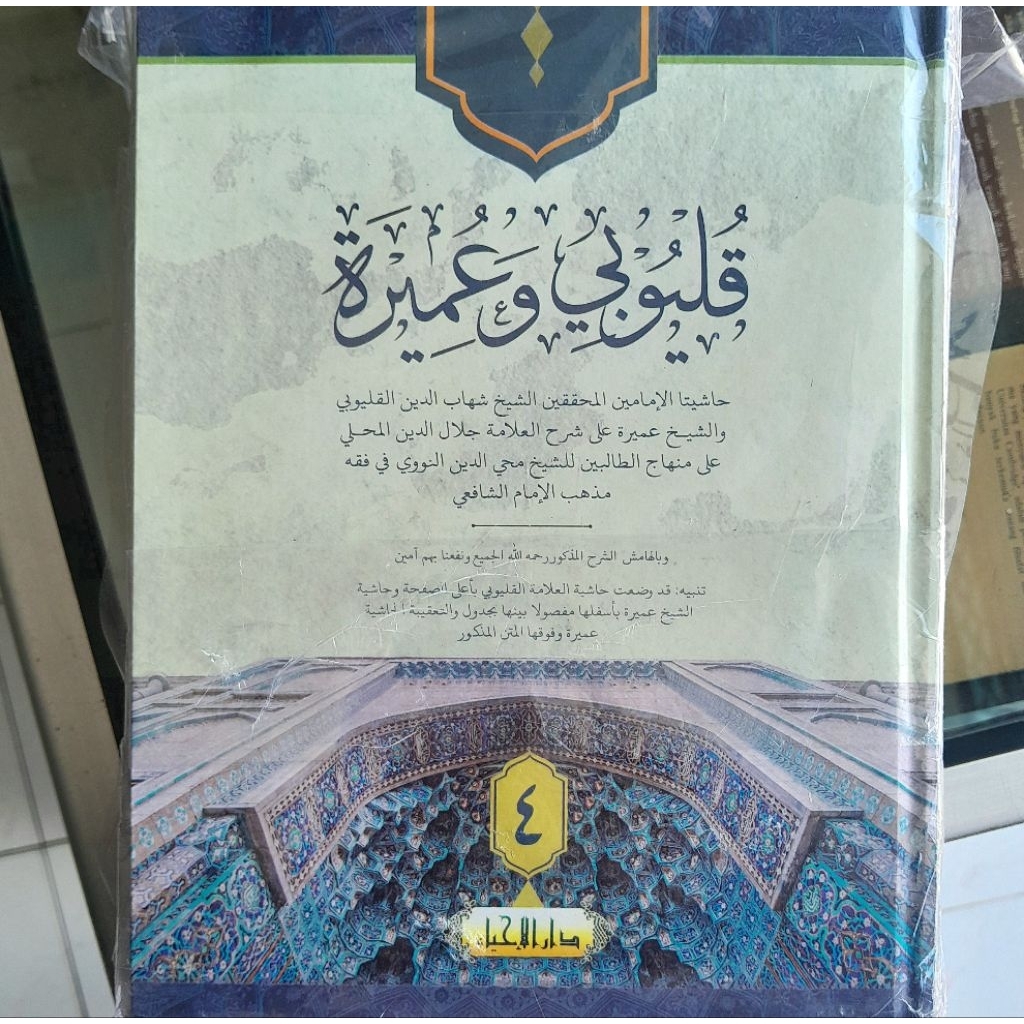 قَلْيُوْبِي وَعُمِيْرَة
حاشيتا الإمامين المحققين الشيخ شهاب الدين القليوبي
والشيخ عميرة على شرح العلامة جلال الدين المحلي
على منهاج الطالبين للشيخ محي الدين النووي في فقه
مذهب الإمام الشافعي
وبالهامش الشرح المذكور رحمه الله الجميع ونفعنا بهم آمين
تنبيه: قد وضعت حاشية العلامة القليوبي بأعلى الصفحة وحاشية
الشيخ عميرة بأسفلها مفصولا بينها بجدول والتعقيبة لحاشية
عميرة وفوقها المتن المذكور
٤
دار الإحياء